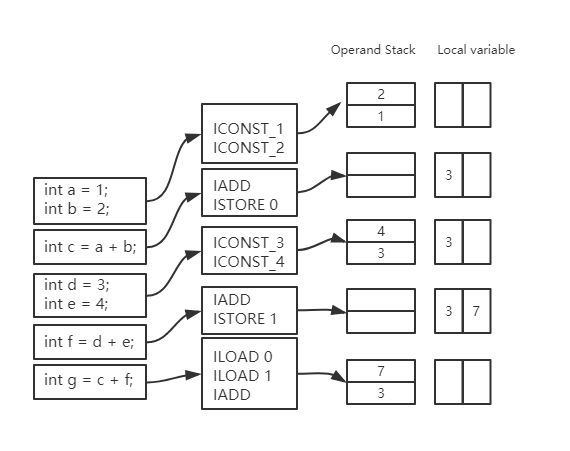 Operand Stack Local variable
int a = 1;
int b = 2;
ICONST_1
ICONST_2
2
1
int c = a + b;
IADD
ISTORE 0
3
int d = 3;
int e = 4;
ICONST_3
ICONST_4
4
3
3
int f = d + e;
IADD
ISTORE 1
3 7
int g = c + f;
ILOAD 0
ILOAD 1
IADD
7
3